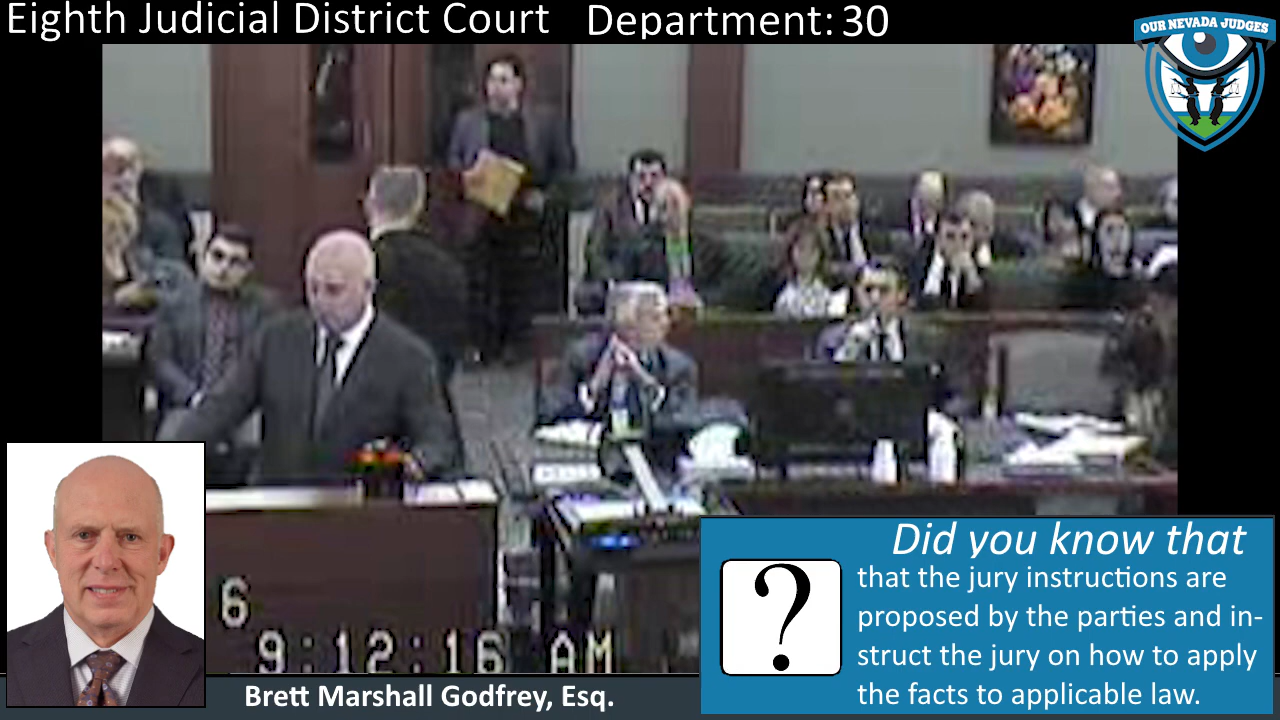 Eighth Judicial District Court Department: 30
OUR NEVADA JUDGES
6
9:12:16 AM
Did you know that
?
that the jury instructions are
proposed by the parties and in-
struct the jury on how to apply
the facts to applicable law.
Brett Marshall Godfrey, Esq.